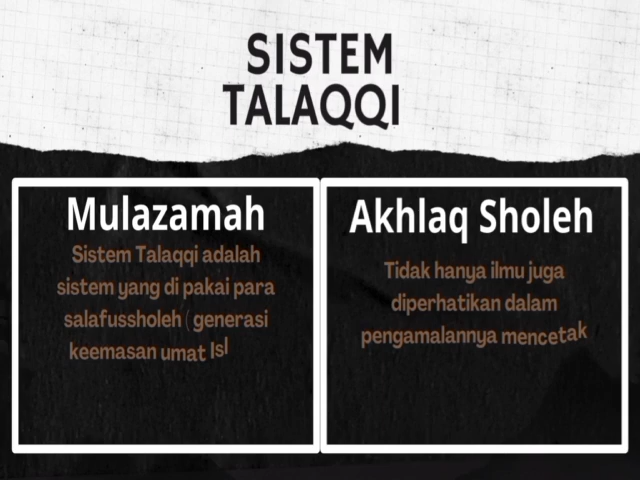 SISTEM
TALAQQI
Mulazamah
Sistem Talaqqi adalah
sistem yang di pakai para
salafussholeh ( generasi
keemasan umat Isl
Akhlaq Sholeh
Tidak hanya ilmu juga
diperhatikan dalam
pengamalannya mencetak